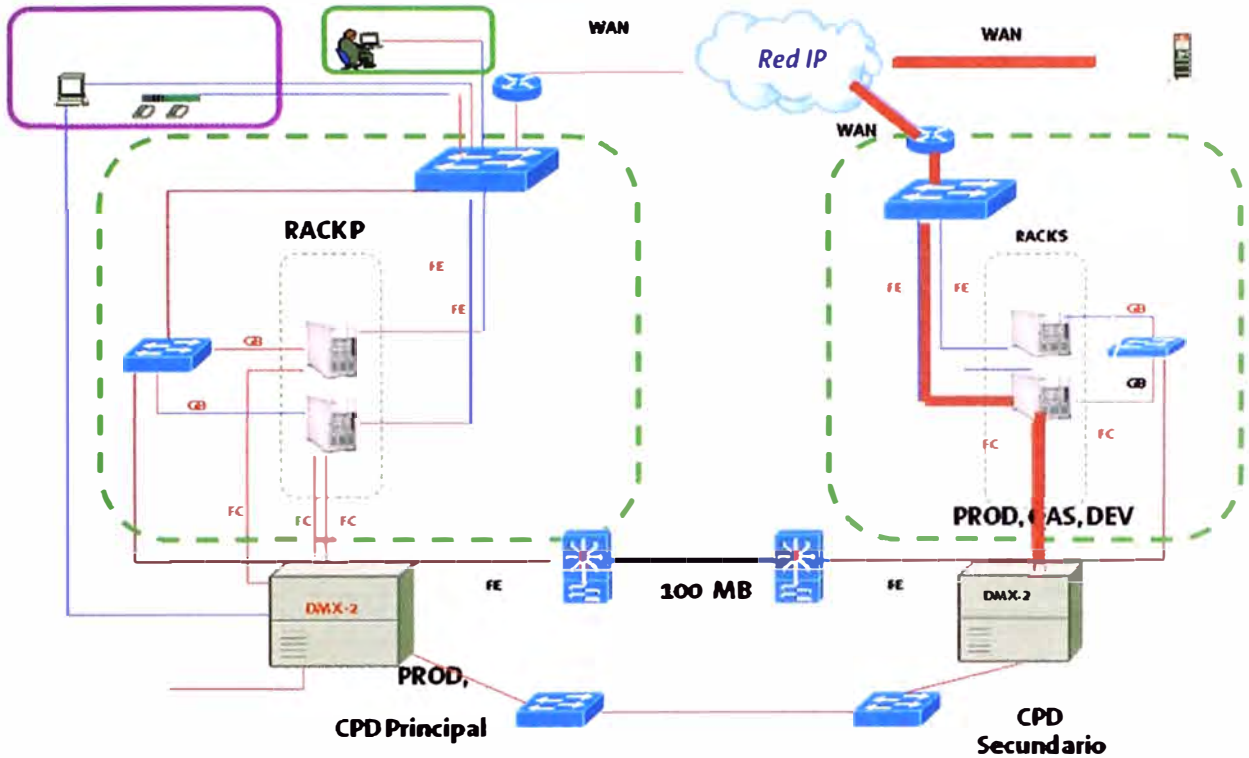 WAN
Red IP
WAN
WAN
RACKP
RACKS
FE
FE
FE
FE
GB
GB
GB
GB
FC
FC
FC
FC
FC
PROD, QAS, DEV
FE
100 MB
FE
DMX-2
DMX-2
PROD,
CPD Principal
CPD
Secundario